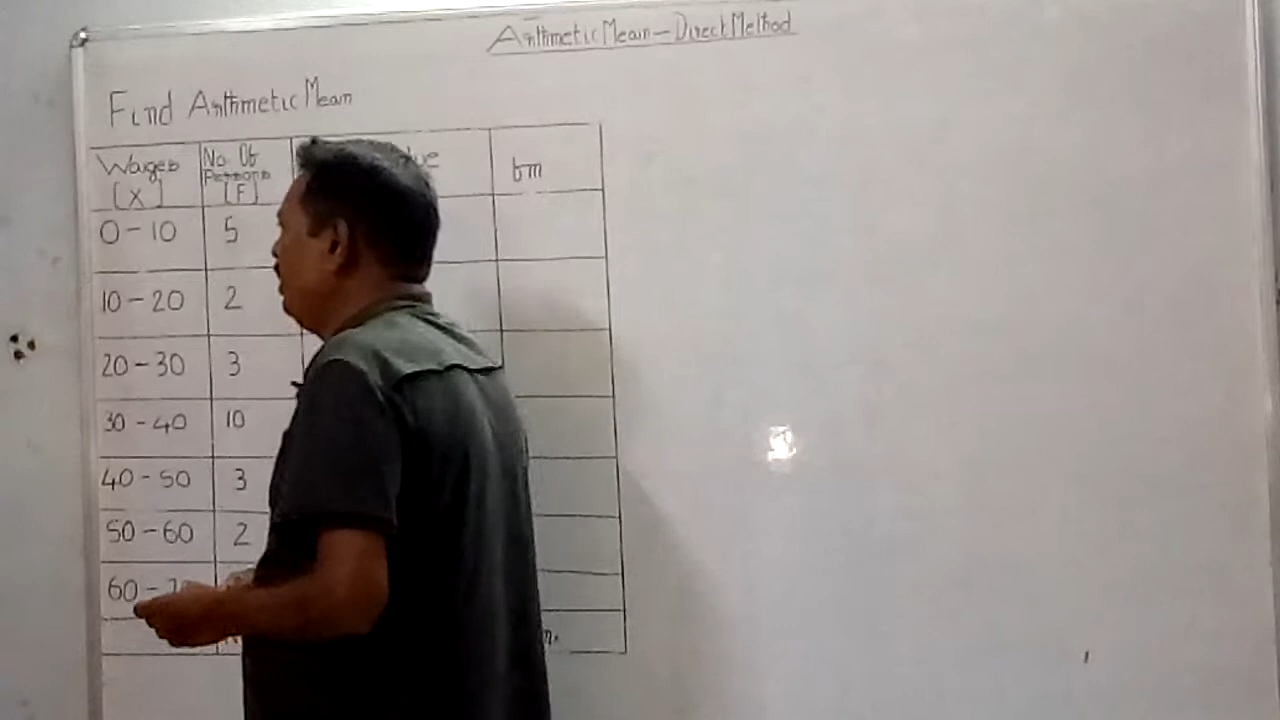 Arithmetic Mean - Direct Method
Find Arithmetic Mean
Wages [X] No. Of Persons [F] fm
0-10 5
10-20 2
20-30 3
30-40 10
40-50 3
50-60 2
60-